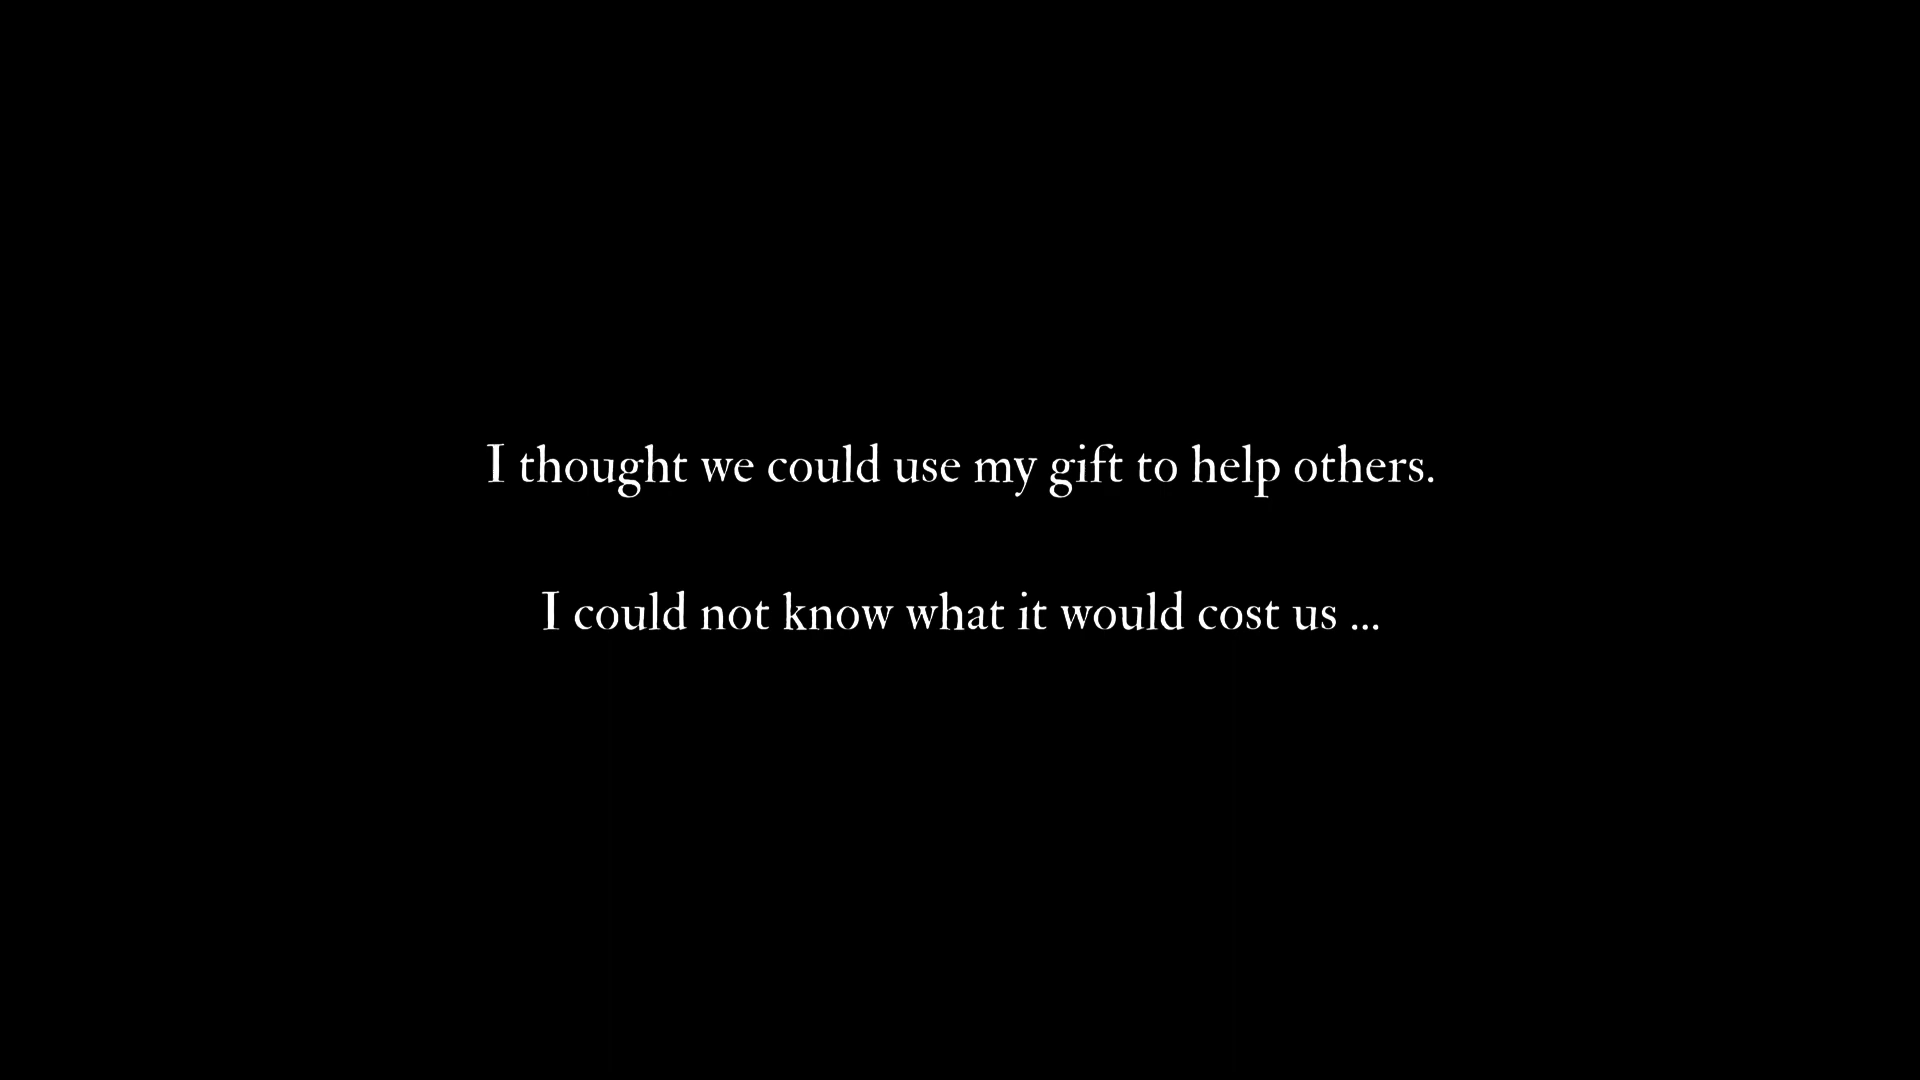 I thought we could use my gift to help others.
I could not know what it would cost us ...